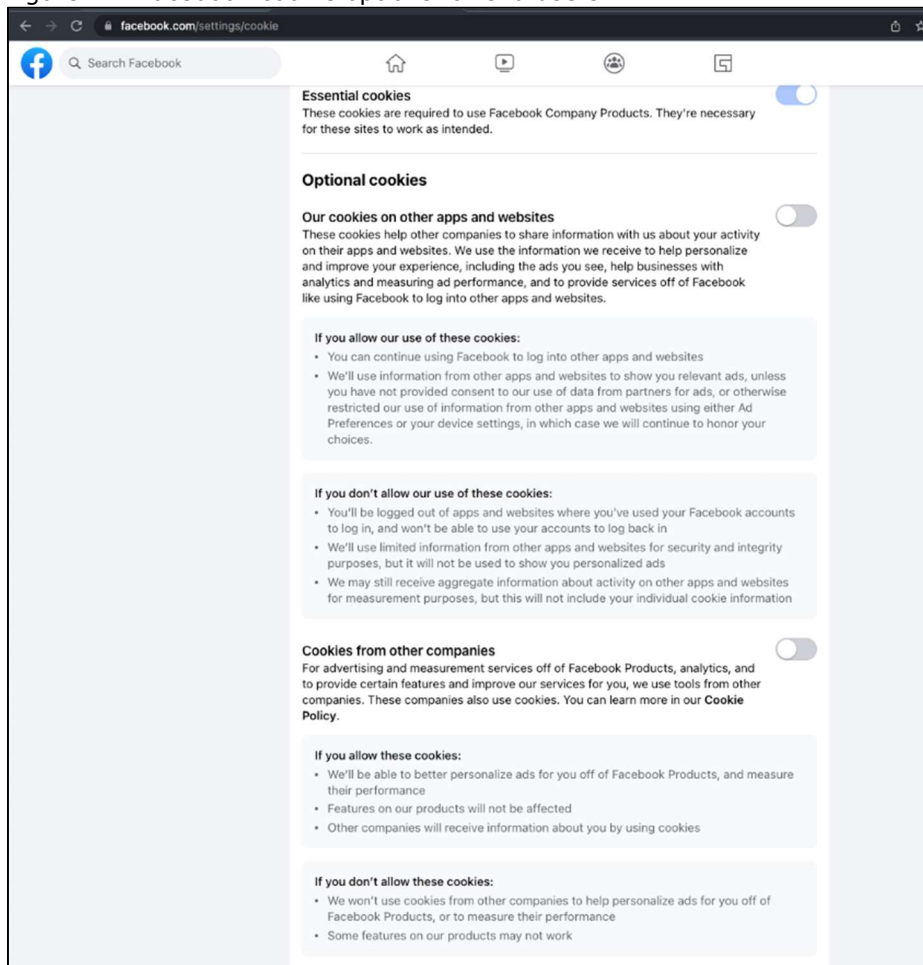 facebook.com/settings/cookie
Search Facebook
Essential cookies
These cookies are required to use Facebook Company Products. They're necessary
for these sites to work as intended.
Optional cookies
Our cookies on other apps and websites
These cookies help other companies to share information with us about your activity
on their apps and websites. We use the information we receive to help personalize
and improve your experience, including the ads you see, help businesses with
analytics and measuring ad performance, and to provide services off of Facebook
like using Facebook to log into other apps and websites.
If you allow our use of these cookies:
• You can continue using Facebook to log into other apps and websites
• We'll use information from other apps and websites to show you relevant ads, unless
you have not provided consent to our use of data from partners for ads, or otherwise
restricted our use of information from other apps and websites using either Ad
Preferences or your device settings, in which case we will continue to honor your
choices.
If you don't allow our use of these cookies:
• You'll be logged out of apps and websites where you've used your Facebook accounts
to log in, and won't be able to use your accounts to log back in
• We'll use limited information from other apps and websites for security and integrity
purposes, but it will not be used to show you personalized ads
• We may still receive aggregate information about activity on other apps and websites
for measurement purposes, but this will not include your individual cookie information
Cookies from other companies
For advertising and measurement services off of Facebook Products, analytics, and
to provide certain features and improve our services for you, we use tools from other
companies. These companies also use cookies. You can learn more in our Cookie
Policy.
If you allow these cookies:
• We'll be able to better personalize ads for you off of Facebook Products, and measure
their performance
• Features on our products will not be affected
• Other companies will receive information about you by using cookies
If you don't allow these cookies:
• We won't use cookies from other companies to help personalize ads for you off of
Facebook Products, or to measure their performance
• Some features on our products may not work